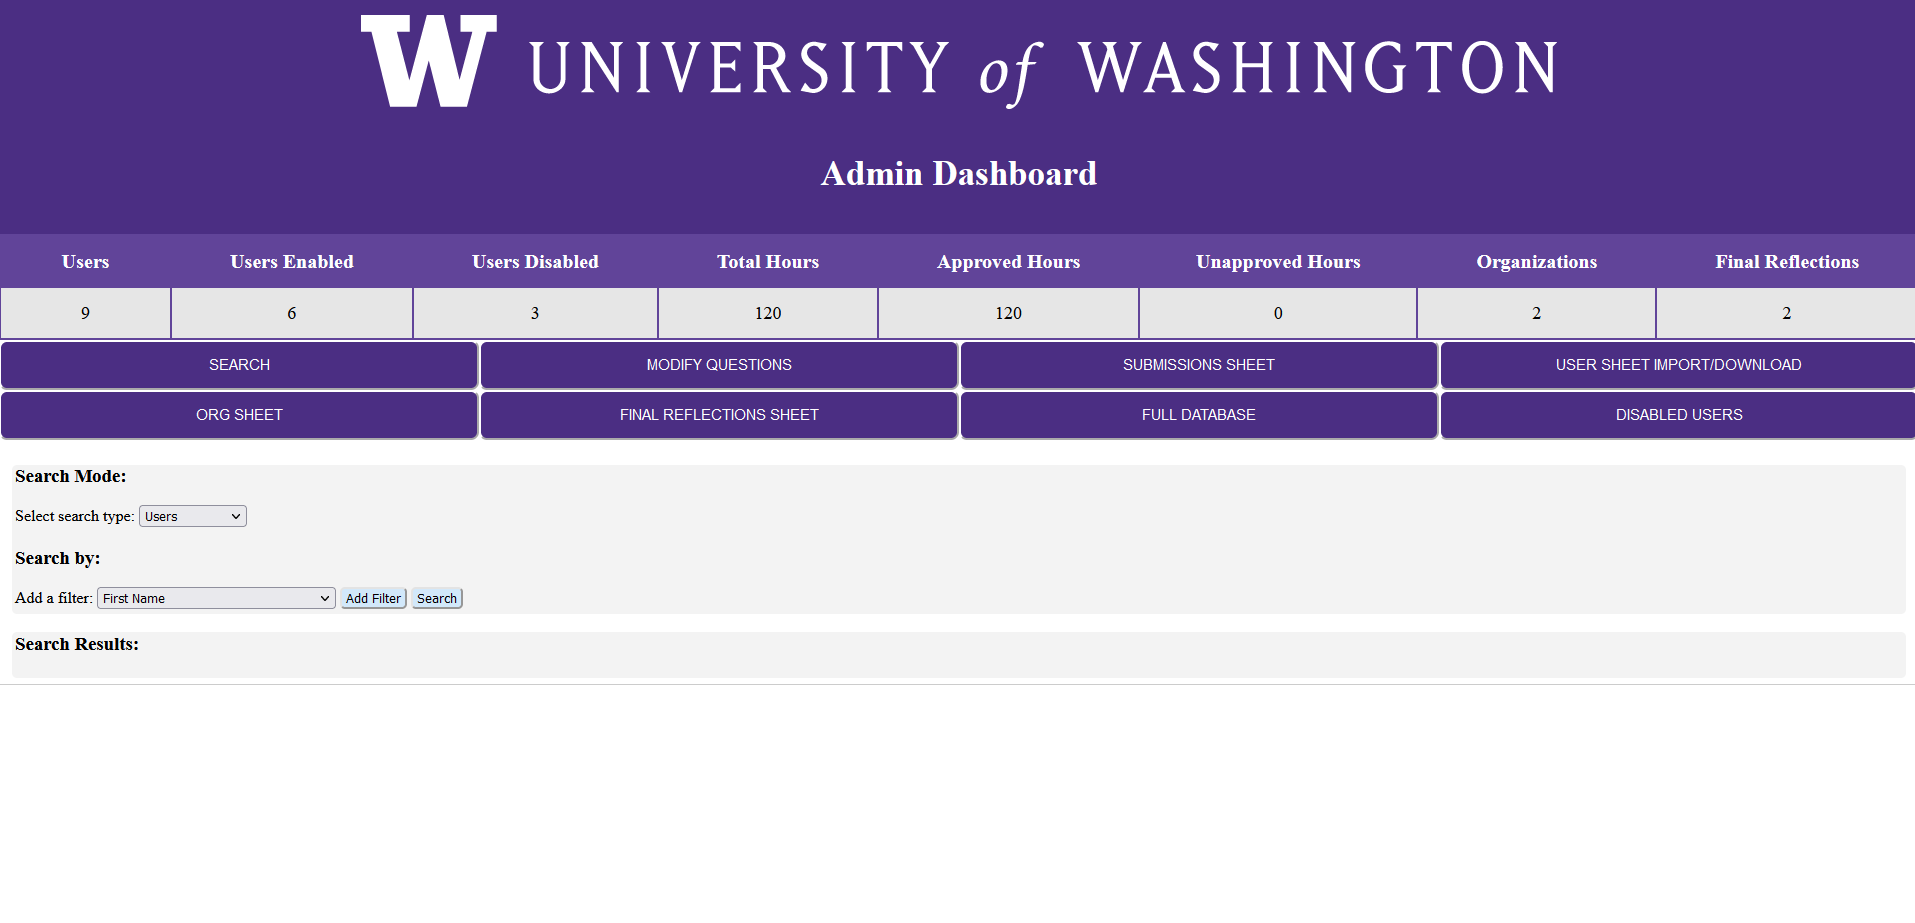 W UNIVERSITY of WASHINGTON
Admin Dashboard
Users Users Enabled Users Disabled Total Hours Approved Hours Unapproved Hours Organizations Final Reflections
9 6 3 120 120 0 2 2
SEARCH MODIFY QUESTIONS SUBMISSIONS SHEET USER SHEET IMPORT/DOWNLOAD
ORG SHEET FINAL REFLECTIONS SHEET FULL DATABASE DISABLED USERS
Search Mode:
Select search type: Users
Search by:
Add a filter: First Name Add Filter Search
Search Results: